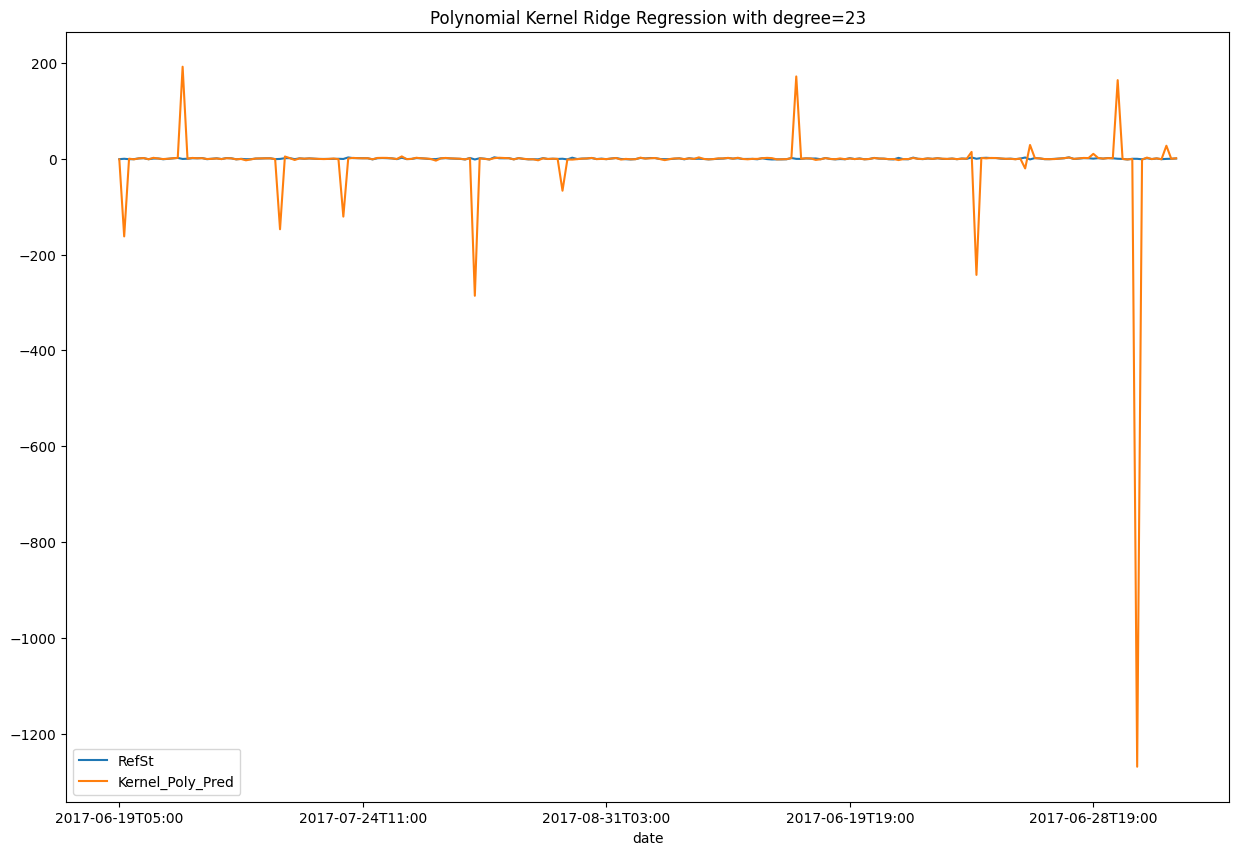 Polynomial Kernel Ridge Regression with degree=23
200
0
−200
−400
−600
−800
−1000
−1200
RefSt
Kernel_Poly_Pred
2017-06-19T05:00
2017-07-24T11:00
2017-08-31T03:00
2017-06-19T19:00
2017-06-28T19:00
date